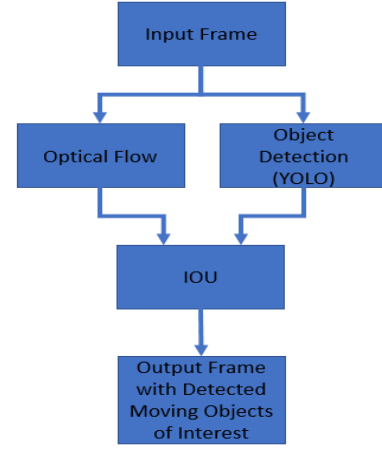 Input Frame
Optical Flow
Object
Detection
(YOLO)
IOU
Output Frame
with Detected
Moving Objects
of Interest